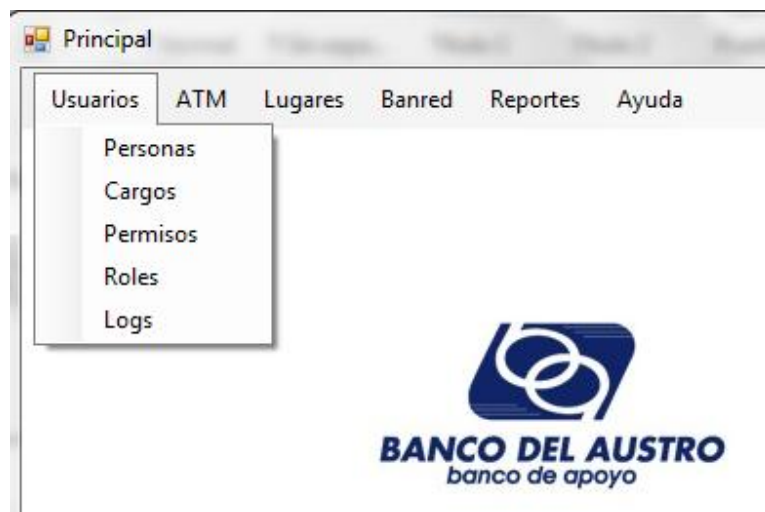 Principal
Usuarios ATM Lugares Banred Reportes Ayuda
Personas
Cargos
Permisos
Roles
Logs
BANCO DEL AUSTRO
banco de apoyo